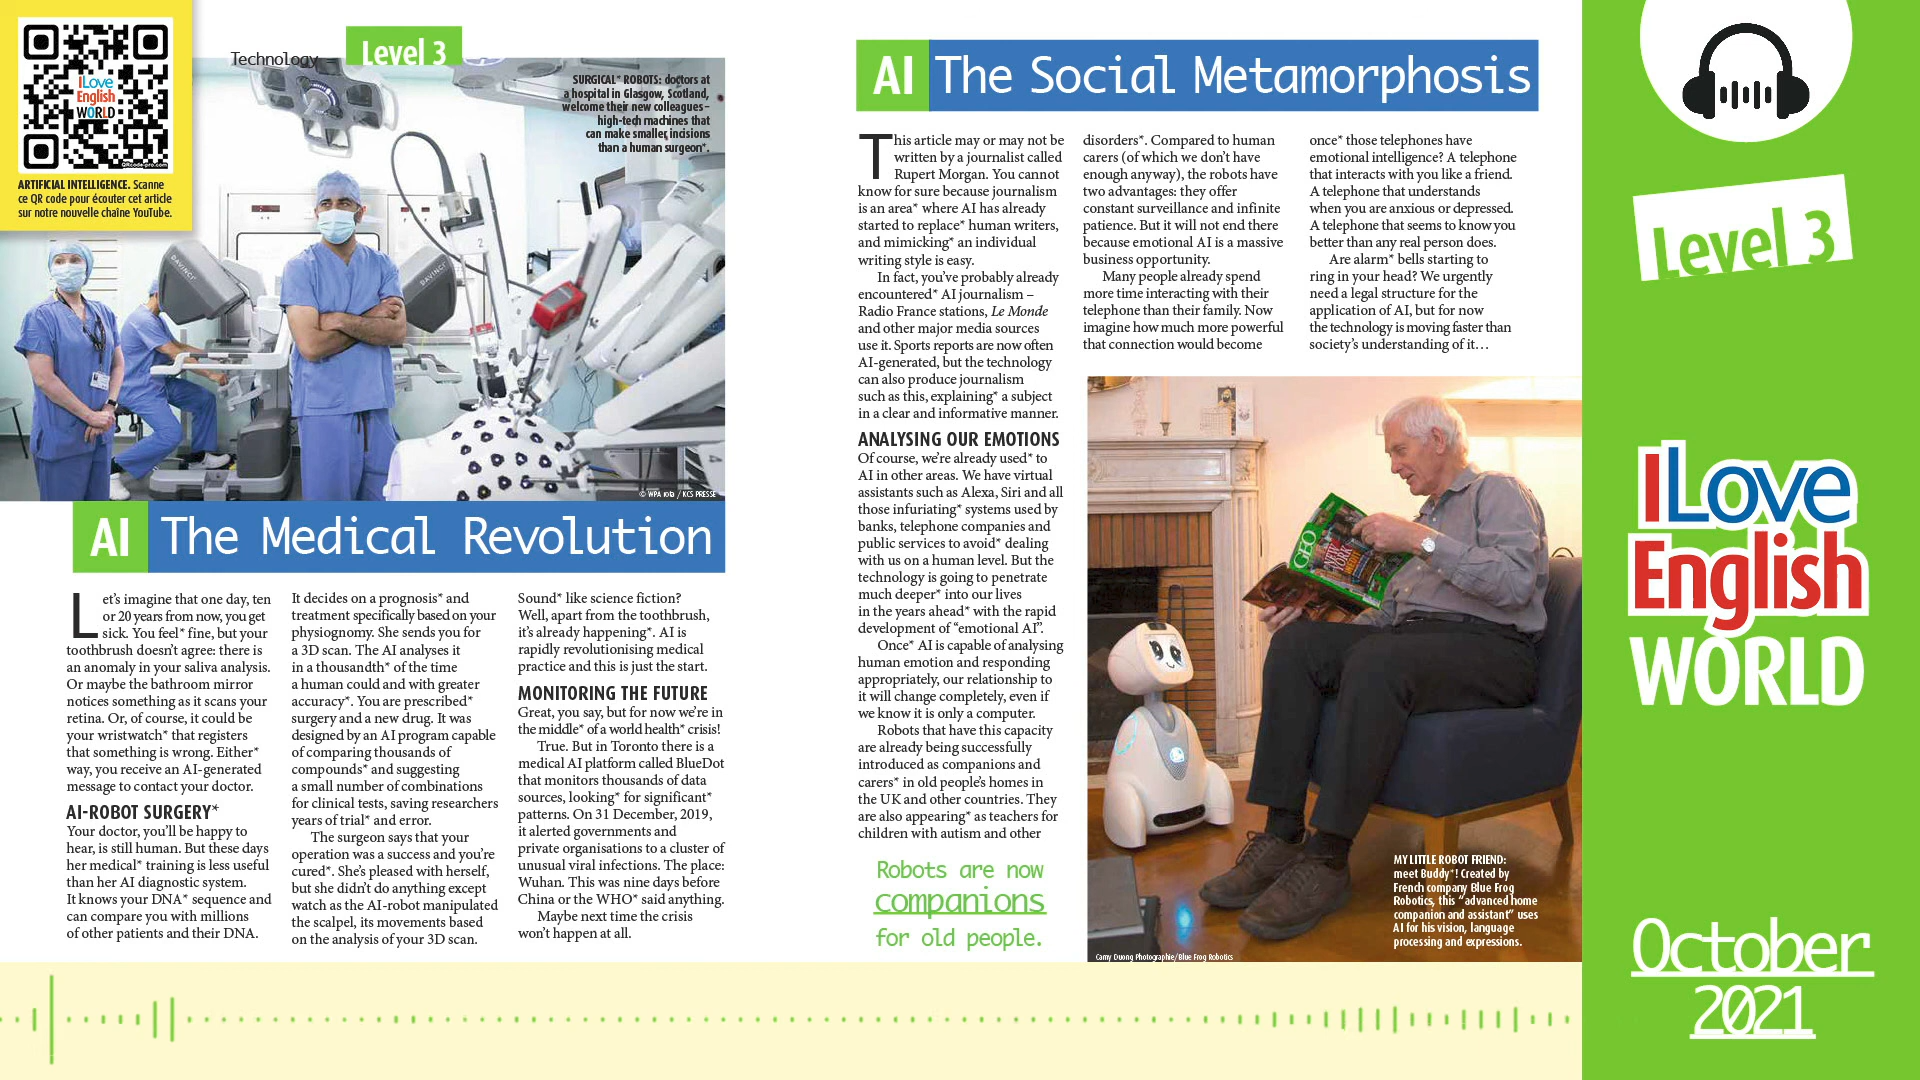 ILove
English
WORLD
QRcode-pro.com
ARTIFICIAL INTELLIGENCE. Scanne
ce QR code pour écouter cet article
sur notre nouvelle chaîne YouTube.
Technology
Level 3
SURGICAL* ROBOTS: doctors at
a hospital in Glasgow, Scotland,
welcome their new colleagues –
high-tech machines that
can make smaller incisions
than a human surgeon*.
DAVINCI
DAVINCI
© WPA rota / KCS PRESSE
AI The Medical Revolution
Let's imagine that one day, ten
or 20 years from now, you get
sick. You feel* fine, but your
toothbrush doesn't agree: there is
an anomaly in your saliva analysis.
Or maybe the bathroom mirror
notices something as it scans your
retina. Or, of course, it could be
your wristwatch* that registers
that something is wrong. Either*
way, you receive an AI-generated
message to contact your doctor.
AI-ROBOT SURGERY*
Your doctor, you'll be happy to
hear, is still human. But these days
her medical* training is less useful
than her AI diagnostic system.
It knows your DNA* sequence and
can compare you with millions
of other patients and their DNA.
It decides on a prognosis* and
treatment specifically based on your
physiognomy. She sends you for
a 3D scan. The AI analyses it
in a thousandth* of the time
a human could and with greater
accuracy*. You are prescribed*
surgery and a new drug. It was
designed by an AI program capable
of comparing thousands of
compounds* and suggesting
a small number of combinations
for clinical tests, saving researchers
years of trial* and error.
The surgeon says that your
operation was a success and you're
cured*. She's pleased with herself,
but she didn't do anything except
watch as the AI-robot manipulated
the scalpel, its movements based
on the analysis of your 3D scan.
Sound* like science fiction?
Well, apart from the toothbrush,
it's already happening*. AI is
rapidly revolutionising medical
practice and this is just the start.
MONITORING THE FUTURE
Great, you say, but for now we're in
the middle* of a world health* crisis!
True. But in Toronto there is a
medical AI platform called BlueDot
that monitors thousands of data
sources, looking* for significant*
patterns. On 31 December, 2019,
it alerted governments and
private organisations to a cluster of
unusual viral infections. The place:
Wuhan. This was nine days before
China or the WHO* said anything.
Maybe next time the crisis
won't happen at all.
AI The Social Metamorphosis
This article may or may not be
written by a journalist called
Rupert Morgan. You cannot
know for sure because journalism
is an area* where AI has already
started to replace* human writers,
and mimicking* an individual
writing style is easy.
In fact, you've probably already
encountered* AI journalism –
Radio France stations, Le Monde
and other major media sources
use it. Sports reports are now often
AI-generated, but the technology
can also produce journalism
such as this, explaining* a subject
in a clear and informative manner.
ANALYSING OUR EMOTIONS
Of course, we're already used* to
AI in other areas. We have virtual
assistants such as Alexa, Siri and all
those infuriating* systems used by
banks, telephone companies and
public services to avoid* dealing
with us on a human level. But the
technology is going to penetrate
much deeper* into our lives
in the years ahead* with the rapid
development of "emotional AI".
Once* AI is capable of analysing
human emotion and responding
appropriately, our relationship to
it will change completely, even if
we know it is only a computer.
Robots that have this capacity
are already being successfully
introduced as companions and
carers* in old people's homes in
the UK and other countries. They
are also appearing* as teachers for
children with autism and other
Robots are now
companions
for old people.
disorders*. Compared to human
carers (of which we don't have
enough anyway), the robots have
two advantages: they offer
constant surveillance and infinite
patience. But it will not end there
because emotional AI is a massive
business opportunity.
Many people already spend
more time interacting with their
telephone than their family. Now
imagine how much more powerful
that connection would become
once* those telephones have
emotional intelligence? A telephone
that interacts with you like a friend.
A telephone that understands
when you are anxious or depressed.
A telephone that seems to know you
better than any real person does.
Are alarm* bells starting to
ring in your head? We urgently
need a legal structure for the
application of AI, but for now
the technology is moving faster than
society's understanding of it…
GEO
NEW
YORK
MY LITTLE ROBOT FRIEND:
meet Buddy*! Created by
French company Blue Frog
Robotics, this "advanced home
companion and assistant" uses
AI for his vision, language
processing and expressions.
Camy Duong Photographie/Blue Frog Robotics
Level 3
ILove
English
WORLD
October
2021